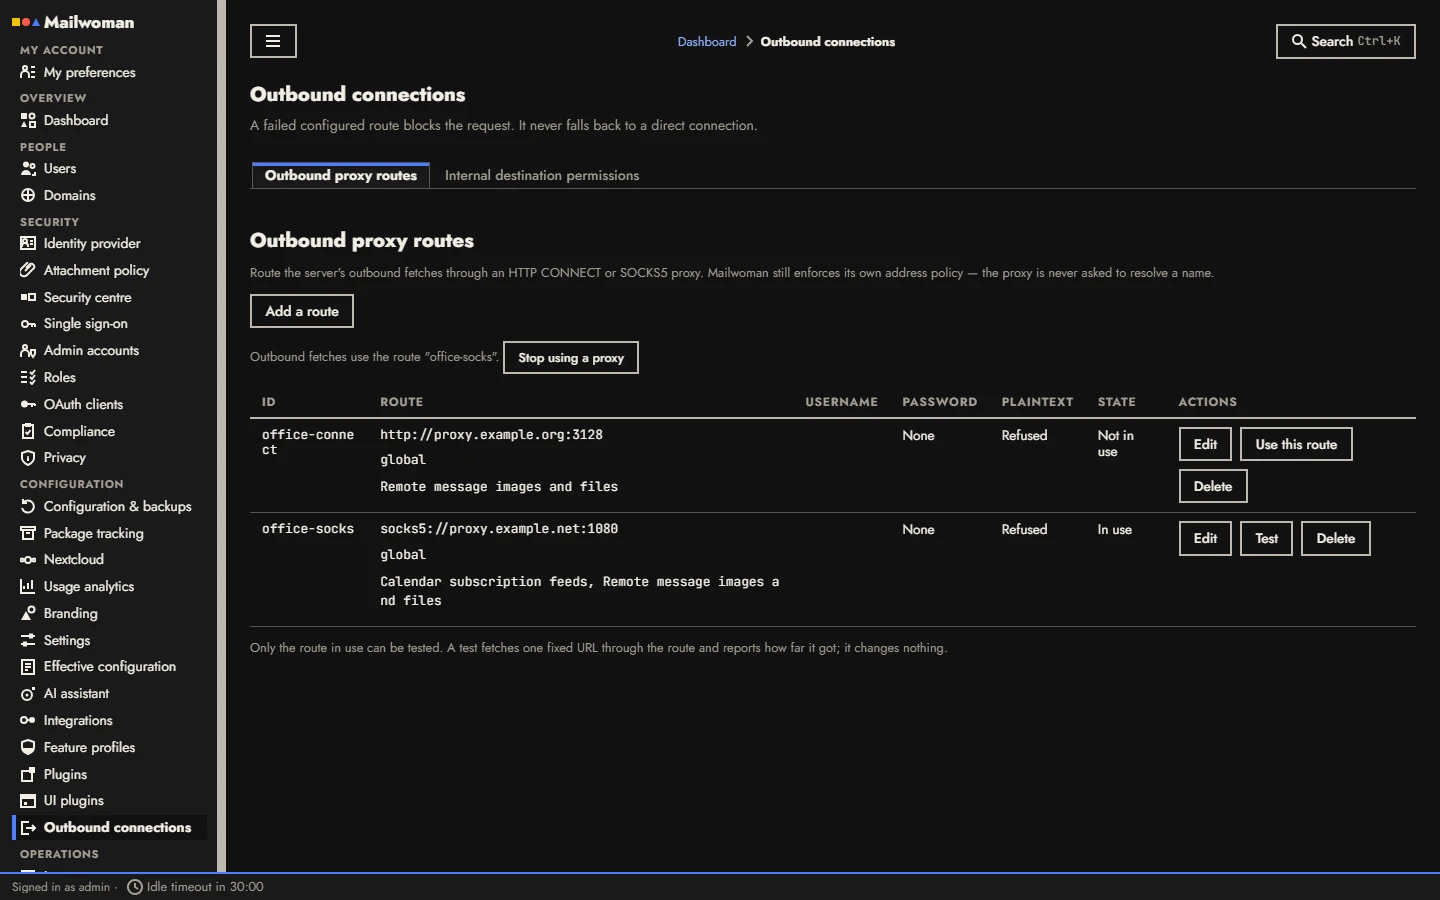 Mailwoman
MY ACCOUNT
My preferences
OVERVIEW
Dashboard
PEOPLE
Users
Domains
SECURITY
Identity provider
Attachment policy
Security centre
Single sign-on
Admin accounts
Roles
OAuth clients
Compliance
Privacy
CONFIGURATION
Configuration & backups
Package tracking
Nextcloud
Usage analytics
Branding
Settings
Effective configuration
AI assistant
Integrations
Feature profiles
Plugins
UI plugins
Outbound connections
OPERATIONS
Dashboard Outbound connections
Search Ctrl+K
Outbound connections
A failed configured route blocks the request. It never falls back to a direct connection.
Outbound proxy routes Internal destination permissions
Outbound proxy routes
Route the server's outbound fetches through an HTTP CONNECT or SOCKS5 proxy. Mailwoman still enforces its own address policy — the proxy is never asked to resolve a name.
Add a route
Outbound fetches use the route "office-socks". Stop using a proxy
ID ROUTE USERNAME PASSWORD PLAINTEXT STATE ACTIONS
office-conne
ct
http://proxy.example.org:3128
global
Remote message images and files
None
Refused
Not in
use
Edit Use this route
Delete
office-socks
socks5://proxy.example.net:1080
global
Calendar subscription feeds, Remote message images a
nd files
None
Refused
In use
Edit Test Delete
Only the route in use can be tested. A test fetches one fixed URL through the route and reports how far it got; it changes nothing.
Signed in as admin · Idle timeout in 30:00